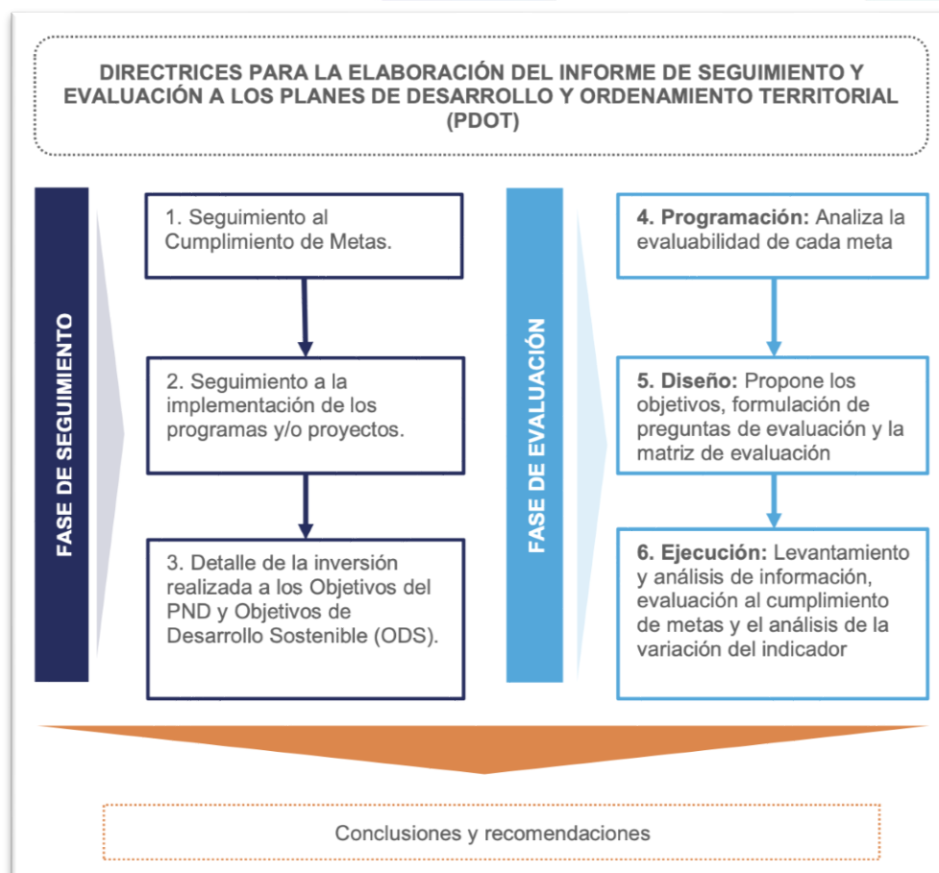 DIRECTRICES PARA LA ELABORACIÓN DEL INFORME DE SEGUIMIENTO Y
EVALUACIÓN A LOS PLANES DE DESARROLLO Y ORDENAMIENTO TERRITORIAL
(PDOT)
FASE DE SEGUIMIENTO
1. Seguimiento al
Cumplimiento de Metas.
2. Seguimiento a la
implementación de los
programas y/o proyectos.
3. Detalle de la inversión
realizada a los Objetivos del
PND y Objetivos de
Desarrollo Sostenible (ODS).
FASE DE EVALUACIÓN
4. Programación: Analiza la
evaluabilidad de cada meta
5. Diseño: Propone los
objetivos, formulación de
preguntas de evaluación y la
matriz de evaluación
6. Ejecución: Levantamiento
y análisis de información,
evaluación al cumplimiento
de metas y el análisis de la
variación del indicador
Conclusiones y recomendaciones